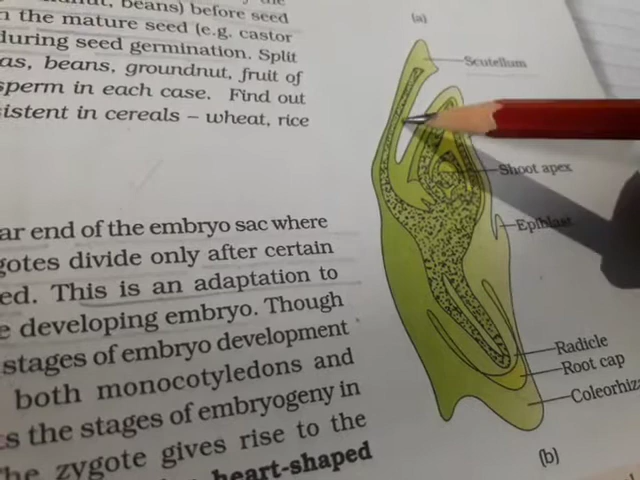 beans) before seed
the mature seed (e.g. castor
during seed germination. Split
as, beans, groundnut, fruit of
sperm in each case. Find out
sistent in cereals – wheat, rice
ar end of the embryo sac where
gotes divide only after certain
ed. This is an adaptation to
e developing embryo. Though
stages of embryo development
both monocotyledons and
s the stages of embryogeny in
he zygote gives rise to the
heart-shaped
(a)
Scutellum
Shoot apex
Epiblast
Radicle
Root cap
Coleorhiz
(b)